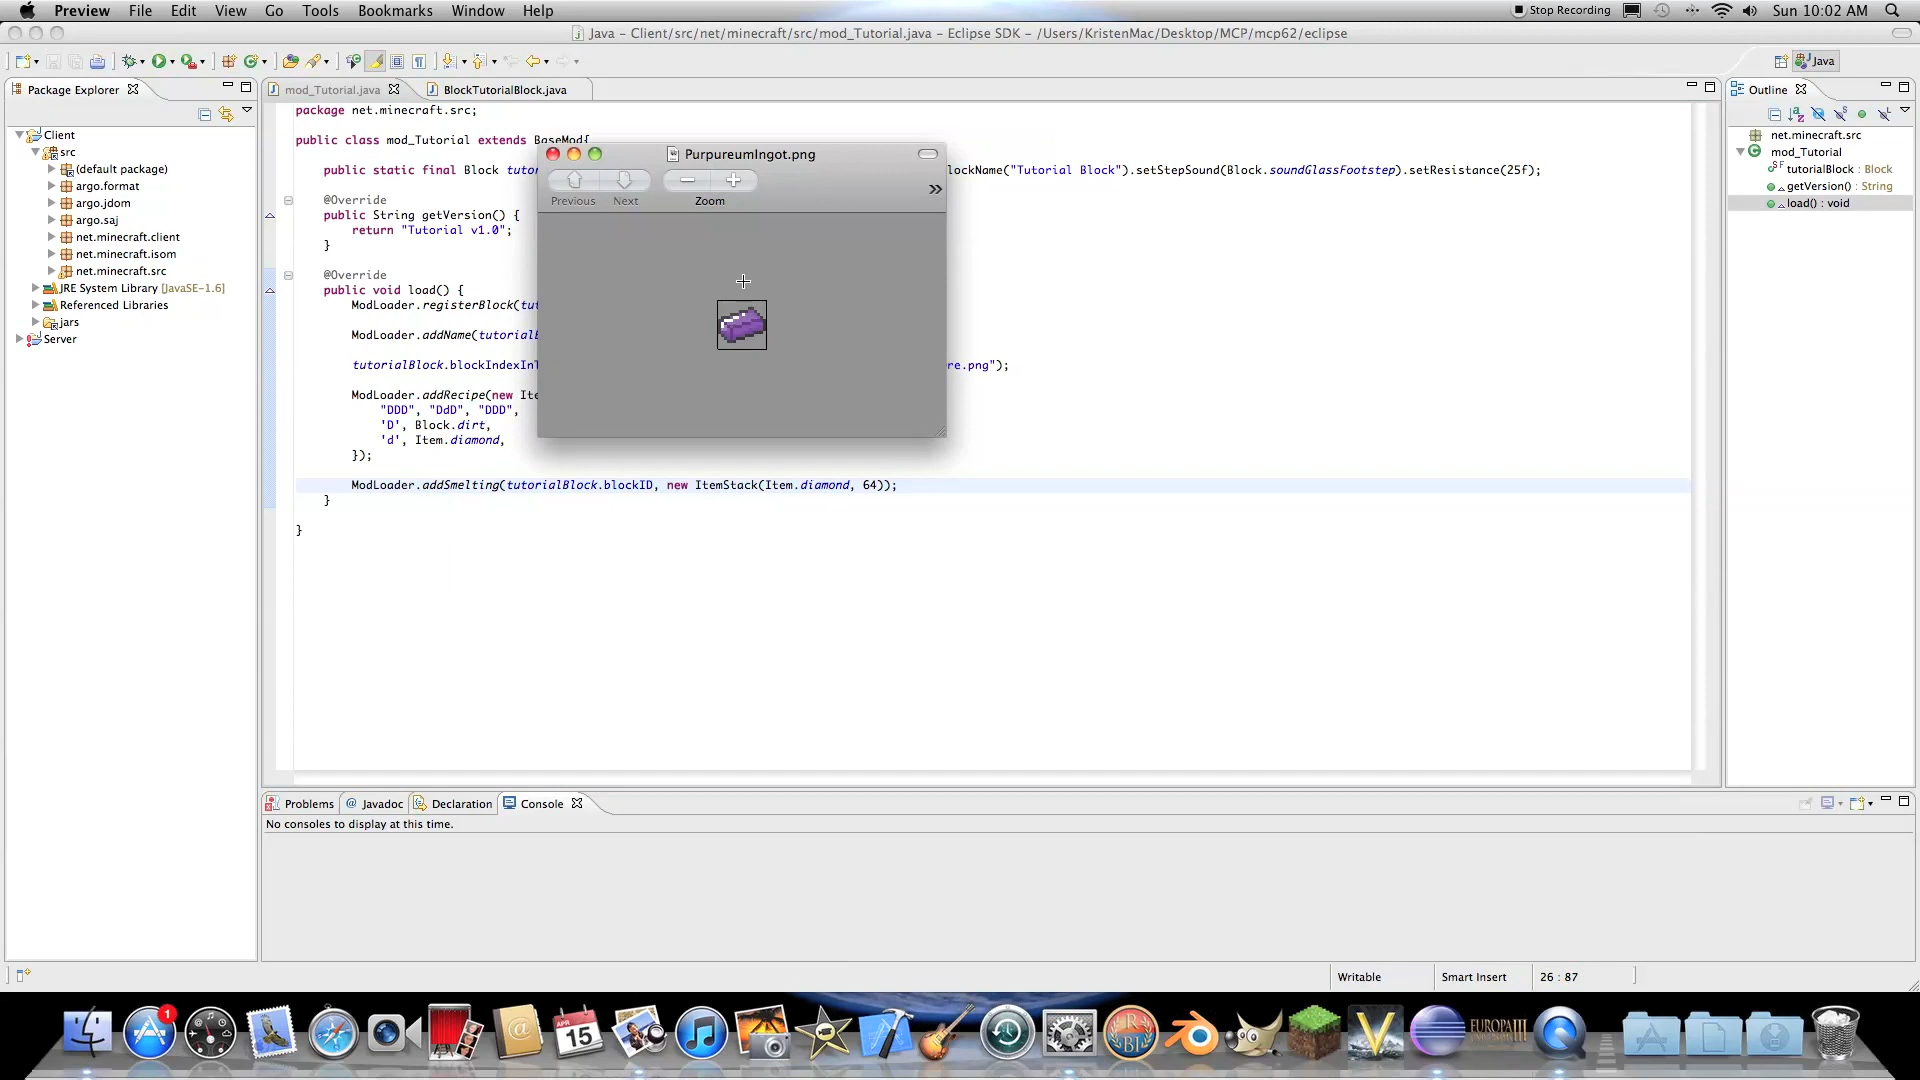 Preview File Edit View Go Tools Bookmarks Window Help
Stop Recording Sun 10:02 AM
Java – Client/src/net/minecraft/src/mod_Tutorial.java – Eclipse SDK – /Users/KristenMac/Desktop/MCP/mcp62/eclipse
Java
Package Explorer
Client
src
(default package)
argo.format
argo.jdom
argo.saj
net.minecraft.client
net.minecraft.isom
net.minecraft.src
JRE System Library [JavaSE-1.6]
Referenced Libraries
jars
Server
mod_Tutorial.java BlockTutorialBlock.java
package net.minecraft.src;
public class mod_Tutorial extends BaseMod{
public static final Block tutor lockName("Tutorial Block").setStepSound(Block.soundGlassFootstep).setResistance(25f);
@Override
public String getVersion() {
return "Tutorial v1.0";
}
@Override
public void load() {
ModLoader.registerBlock(tut
ModLoader.addName(tutorialB
tutorialBlock.blockIndexInT re.png");
ModLoader.addRecipe(new Ite
"DDD", "DdD", "DDD",
'D', Block.dirt,
'd', Item.diamond,
});
ModLoader.addSmelting(tutorialBlock.blockID, new ItemStack(Item.diamond, 64));
}
}
PurpureumIngot.png
Previous Next Zoom
Outline
net.minecraft.src
mod_Tutorial
tutorialBlock : Block
getVersion() : String
load() : void
Problems Javadoc Declaration Console
No consoles to display at this time.
Writable Smart Insert 26 : 87
1
APR
15
EUROPA III